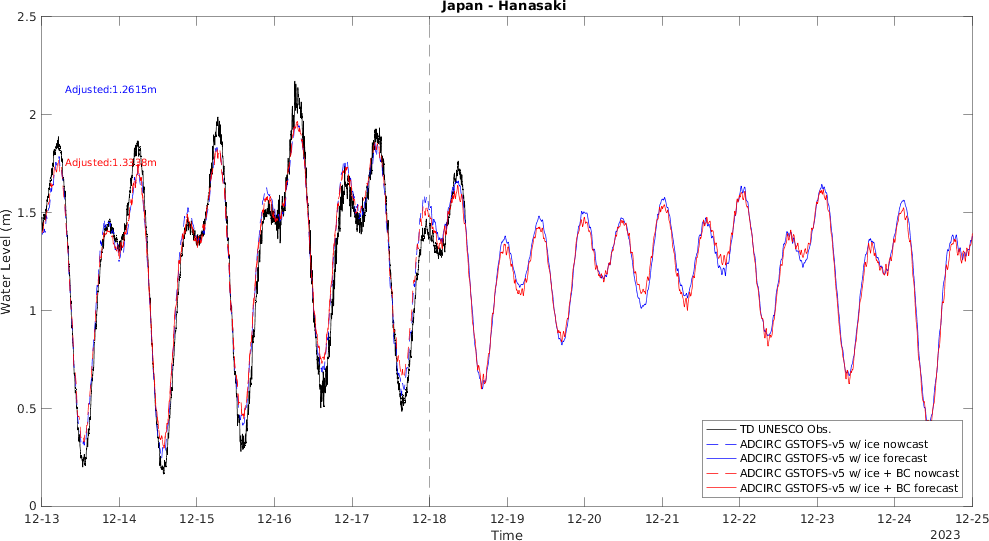 Japan - Hanasaki
2.5
2
1.5
1
0.5
0
Water Level (m)
Adjusted:1.2615m
Adjusted:1.3338m
TD UNESCO Obs.
ADCIRC GSTOFS-v5 w/ ice nowcast
ADCIRC GSTOFS-v5 w/ ice forecast
ADCIRC GSTOFS-v5 w/ ice + BC nowcast
ADCIRC GSTOFS-v5 w/ ice + BC forecast
12-13 12-14 12-15 12-16 12-17 12-18 12-19 12-20 12-21 12-22 12-23 12-24 12-25
Time
2023